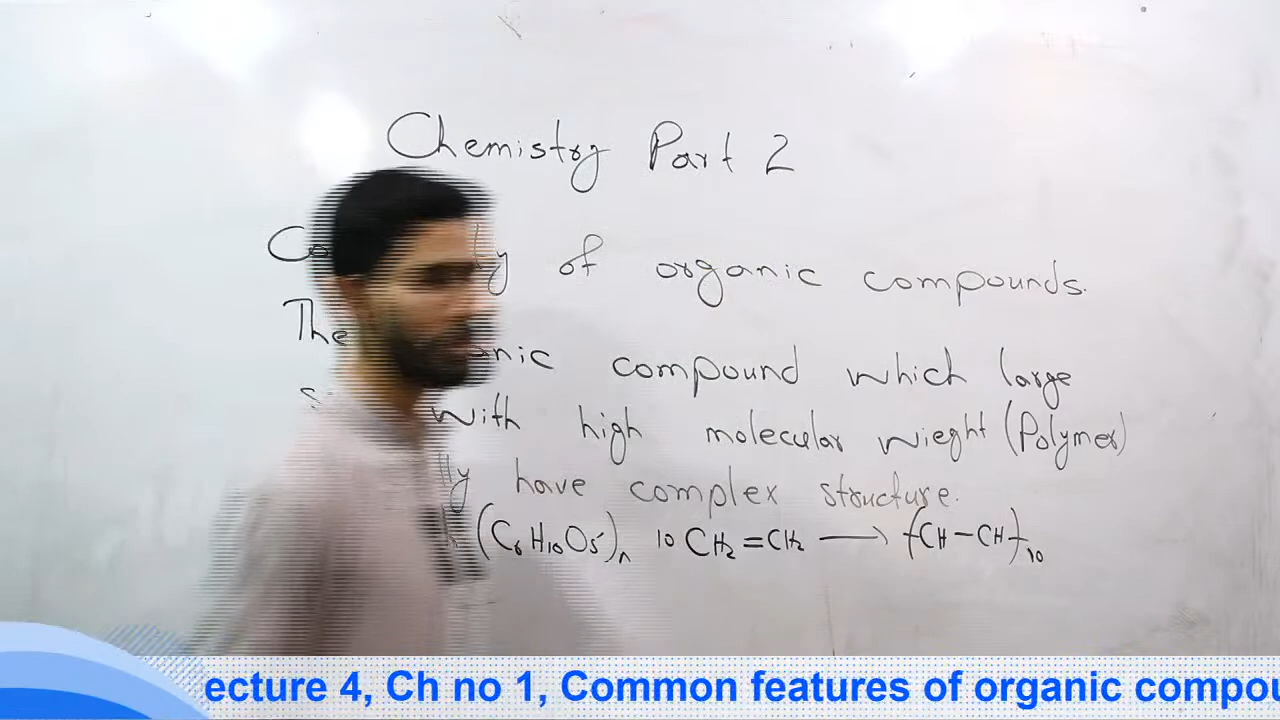 Chemistry Part 2
of organic compounds.
The compound which large
with high molecular wieght (Polymer)
have complex structure.
(C₆H₁₀O₅)ₙ 10 CH₂=CH₂ ⟶ (CH–CH)₁₀
ecture 4, Ch no 1, Common features of organic compou